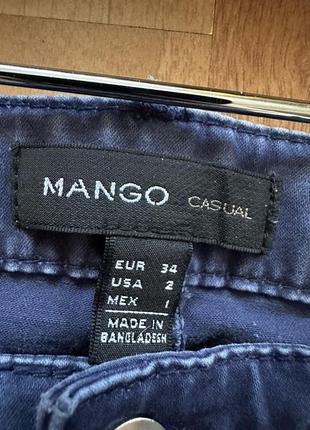 MANGO CASUAL
EUR 34
USA 2
MEX 1
MADE IN
BANGLADESH